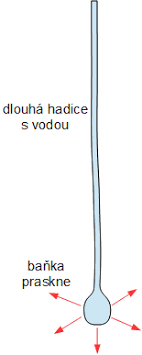 dlouhá hadice
s vodou
baňka
praskne